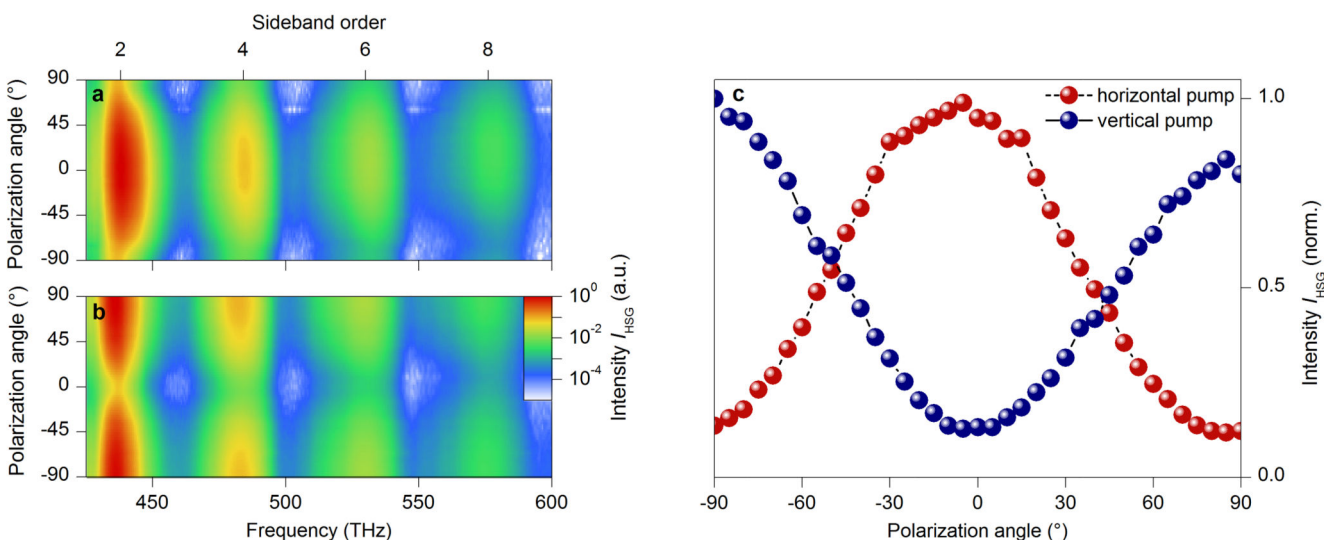 Sideband order
2 4 6 8
a
Polarization angle (°)
90
45
0
-45
-90
b
Polarization angle (°)
90
45
0
-45
-90
10^0
10^-2
10^-4
Intensity I_HSG (a.u.)
450 500 550 600
Frequency (THz)
c
horizontal pump
vertical pump
1.0
0.5
0.0
Intensity I_HSG (norm.)
-90 -60 -30 0 30 60 90
Polarization angle (°)